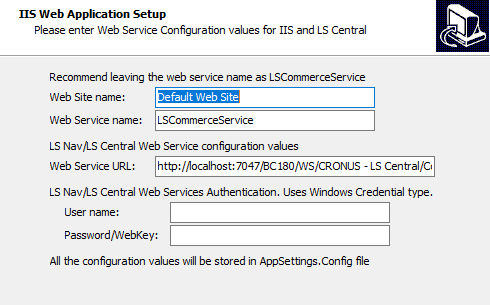 IIS Web Application Setup
Please enter Web Service Configuration values for IIS and LS Central
Recommend leaving the web service name as LSCommerceService
Web Site name: Default Web Site
Web Service name: LSCommerceService
LS Nav/LS Central Web Service configuration values
Web Service URL: http://localhost:7047/BC180/WS/CRONUS - LS Central/Co
LS Nav/LS Central Web Services Authentication. Uses Windows Credential type.
User name:
Password/WebKey:
All the configuration values will be stored in AppSettings.Config file